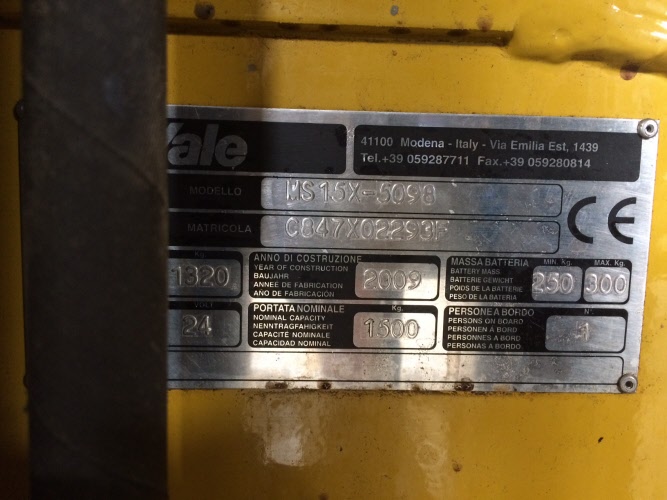 Yale
41100 Modena - Italy - Via Emilia Est, 1439
Tel.+39 059287711 Fax.+39 059280814
MODELLO MS15X-5098
MATRICOLA C847X02293F
CE
Kg.
1320
ANNO DI COSTRUZIONE
YEAR OF CONSTRUCTION
BAUJAHR
ANNEE DE FABRICATION
ANO DE FABRICACIÓN
2009
MASSA BATTERIA
BATTERY MASS
BATTERIE GEWICHT
POIDS DE LA BATTERIE
PESO DE LA BATERIA
MIN. Kg. MAX. Kg.
250 300
VOLT
24
PORTATA NOMINALE
NOMINAL CAPACITY
NENNTRAGFAHIGKEIT
CAPACITÉ NOMINALE
CAPACIDAD NOMINAL
Kg.
1500
PERSONE A BORDO
PERSONS ON BOARD
PERSONEN À BORD
PERSONNES A BORD
PERSONAS A BORDO
N°.
1